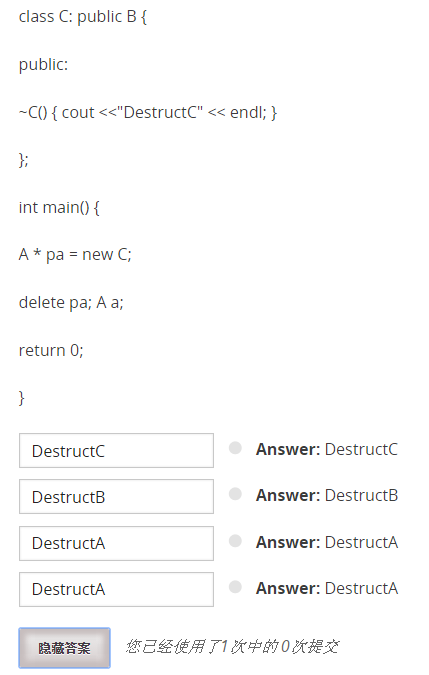 class C: public B {
public:
~C() { cout <<"DestructC" << endl; }
};
int main() {
A * pa = new C;
delete pa; A a;
return 0;
}
DestructC Answer: DestructC
DestructB Answer: DestructB
DestructA Answer: DestructA
DestructA Answer: DestructA
隐藏答案 您已经使用了1次中的 0次提交